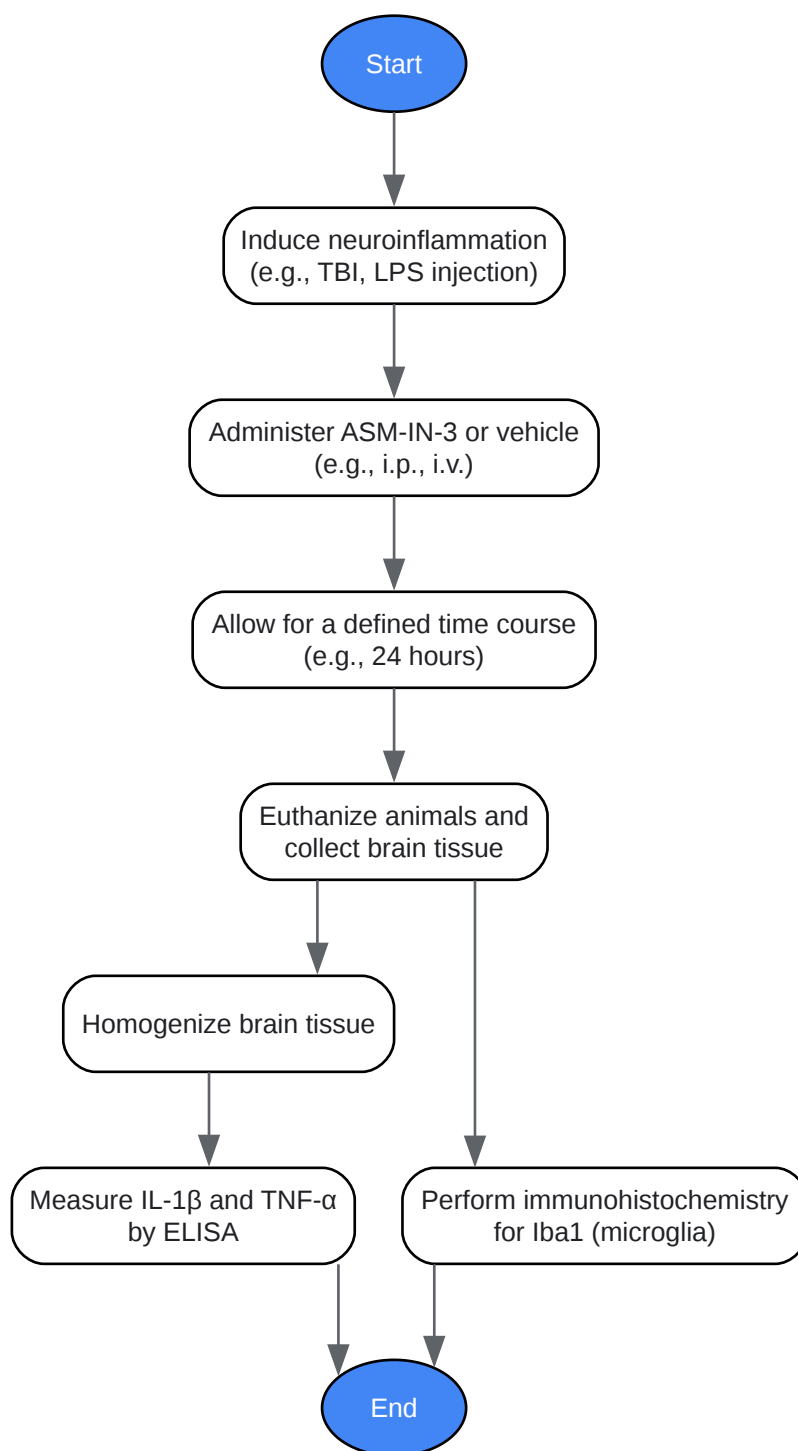 Start
Induce neuroinflammation
(e.g., TBI, LPS injection)
Administer ASM-IN-3 or vehicle
(e.g., i.p., i.v.)
Allow for a defined time course
(e.g., 24 hours)
Euthanize animals and
collect brain tissue
Homogenize brain tissue
Measure IL-1β and TNF-α
by ELISA
Perform immunohistochemistry
for Iba1 (microglia)
End